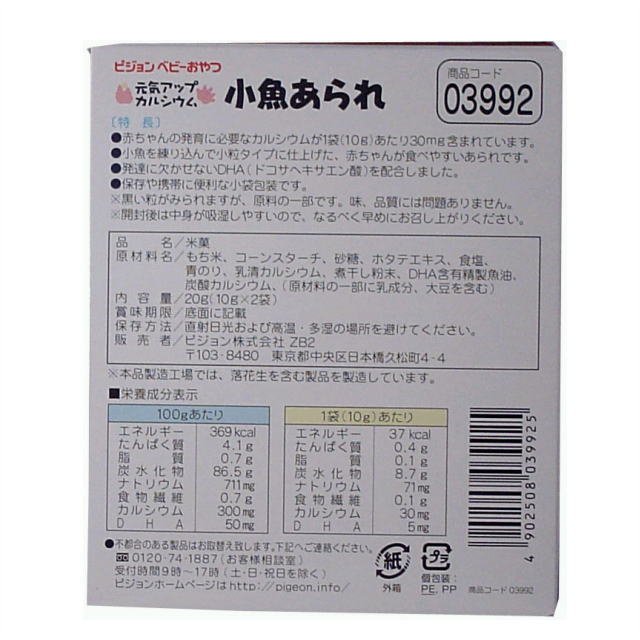 ピジョン ベビーおやつ
元気アップ
カルシウム
小魚あられ
商品コード
03992
〔特 長〕
●赤ちゃんの発育に必要なカルシウムが1袋(10g)あたり30mg含まれています。
●小魚を練り込んで小粒タイプに仕上げた、赤ちゃんが食べやすいあられです。
●発達に欠かせないDHA(ドコサヘキサエン酸)を配合しました。
●保存や携帯に便利な小袋包装です。
※黒い粒がみられますが、原料の一部です。味、品質には問題ありません。
※開封後は中身が吸湿しやすいので、なるべく早めにお召し上がりください。
品 名/米菓
原材料名/もち米、コーンスターチ、砂糖、ホタテエキス、食塩、
青のり、乳清カルシウム、煮干し粉末、DHA含有精製魚油、
炭酸カルシウム、(原材料の一部に乳成分、大豆を含む)
内 容 量/20g(10g×2袋)
賞味期限/底面に記載
保存方法/直射日光および高温・多湿の場所を避けてください。
販 売 者/ピジョン株式会社 ZB2
〒103-8480 東京都中央区日本橋久松町4-4
※本品製造工場では、落花生を含む製品を製造しています。
■栄養成分表示
100gあたり
エネルギー 369kcal
たんぱく質 4.1g
脂質 0.7g
炭水化物 86.5g
ナトリウム 711mg
食物繊維 0.7g
カルシウム 300mg
DHA 50mg
1袋(10g)あたり
エネルギー 37kcal
たんぱく質 0.4g
脂質 0.1g
炭水化物 8.7g
ナトリウム 71mg
食物繊維 0.1g
カルシウム 30mg
DHA 5mg
4 902508 039925
●不都合のある製品はお取替え致します。下記へご連絡ください。
0120-74-1887(お客様相談室)
受付時間9時〜17時(土・日・祝日を除く)
ピジョンホームページはhttp://pigeon.info/
紙
外箱
プラ
個包装:
PE, PP
商品コード 03992